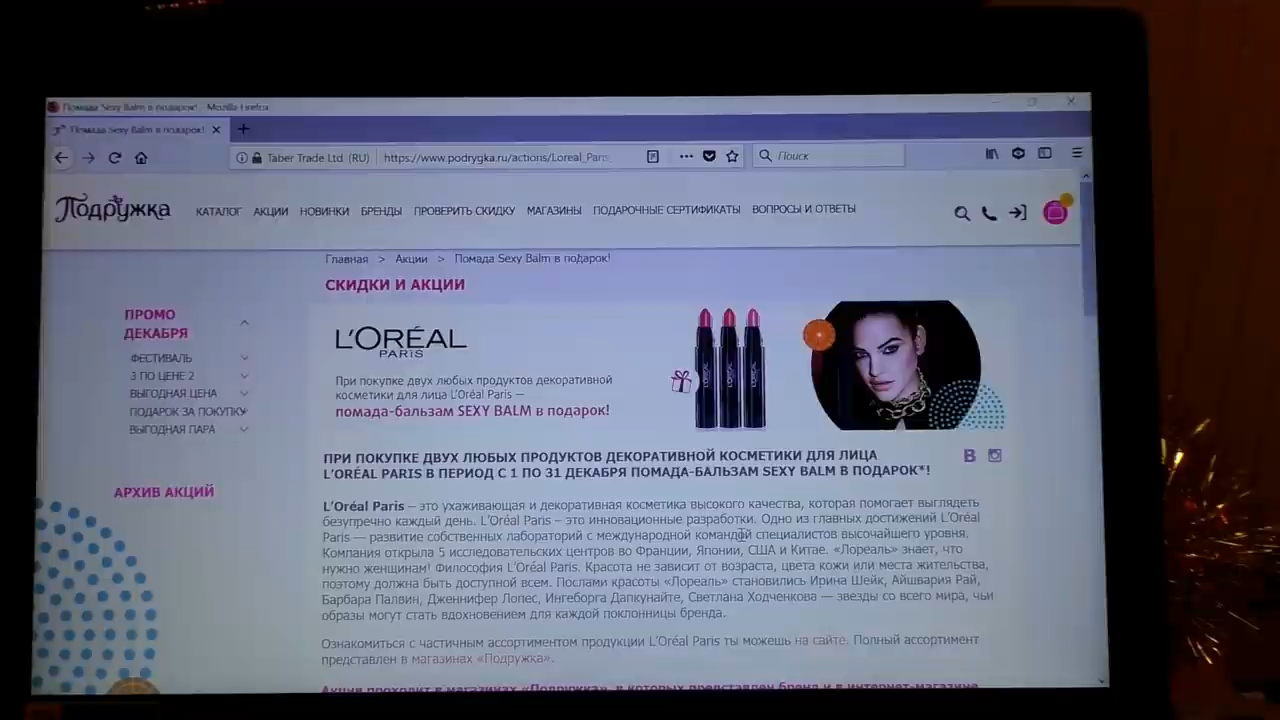 Помада Sexy Balm в подарок! - Mozilla Firefox
Помада Sexy Balm в подарок!
Taber Trade Ltd (RU)
https://www.podrygka.ru/actions/Loreal_Paris
Поиск
Подружка
КАТАЛОГ АКЦИИ НОВИНКИ БРЕНДЫ ПРОВЕРИТЬ СКИДКУ МАГАЗИНЫ ПОДАРОЧНЫЕ СЕРТИФИКАТЫ ВОПРОСЫ И ОТВЕТЫ
Главная > Акции > Помада Sexy Balm в подарок!
СКИДКИ И АКЦИИ
ПРОМО
ДЕКАБРЯ
ФЕСТИВАЛЬ
3 ПО ЦЕНЕ 2
ВЫГОДНАЯ ЦЕНА
ПОДАРОК ЗА ПОКУПКУ
ВЫГОДНАЯ ПАРА
АРХИВ АКЦИЙ
L'ORÉAL
PARIS
При покупке двух любых продуктов декоративной
косметики для лица L'Oréal Paris —
помада-бальзам SEXY BALM в подарок!
ПРИ ПОКУПКЕ ДВУХ ЛЮБЫХ ПРОДУКТОВ ДЕКОРАТИВНОЙ КОСМЕТИКИ ДЛЯ ЛИЦА
L'ORÉAL PARIS В ПЕРИОД С 1 ПО 31 ДЕКАБРЯ ПОМАДА-БАЛЬЗАМ SEXY BALM В ПОДАРОК*!
L'Oréal Paris – это ухаживающая и декоративная косметика высокого качества, которая помогает выглядеть
безупречно каждый день. L'Oréal Paris – это инновационные разработки. Одно из главных достижений L'Oréal
Paris — развитие собственных лабораторий с международной командой специалистов высочайшего уровня.
Компания открыла 5 исследовательских центров во Франции, Японии, США и Китае. «Лореаль» знает, что
нужно женщинам! Философия L'Oréal Paris. Красота не зависит от возраста, цвета кожи или места жительства,
поэтому должна быть доступной всем. Послами красоты «Лореаль» становились Ирина Шейк, Айшвария Рай,
Барбара Палвин, Дженнифер Лопес, Ингеборга Дапкунайте, Светлана Ходченкова — звезды со всего мира, чьи
образы могут стать вдохновением для каждой поклонницы бренда.
Ознакомиться с частичным ассортиментом продукции L'Oréal Paris ты можешь на сайте. Полный ассортимент
представлен в магазинах «Подружка».
Акция проходит в магазинах «Подружка», в которых представлен бренд и в интернет-магазине